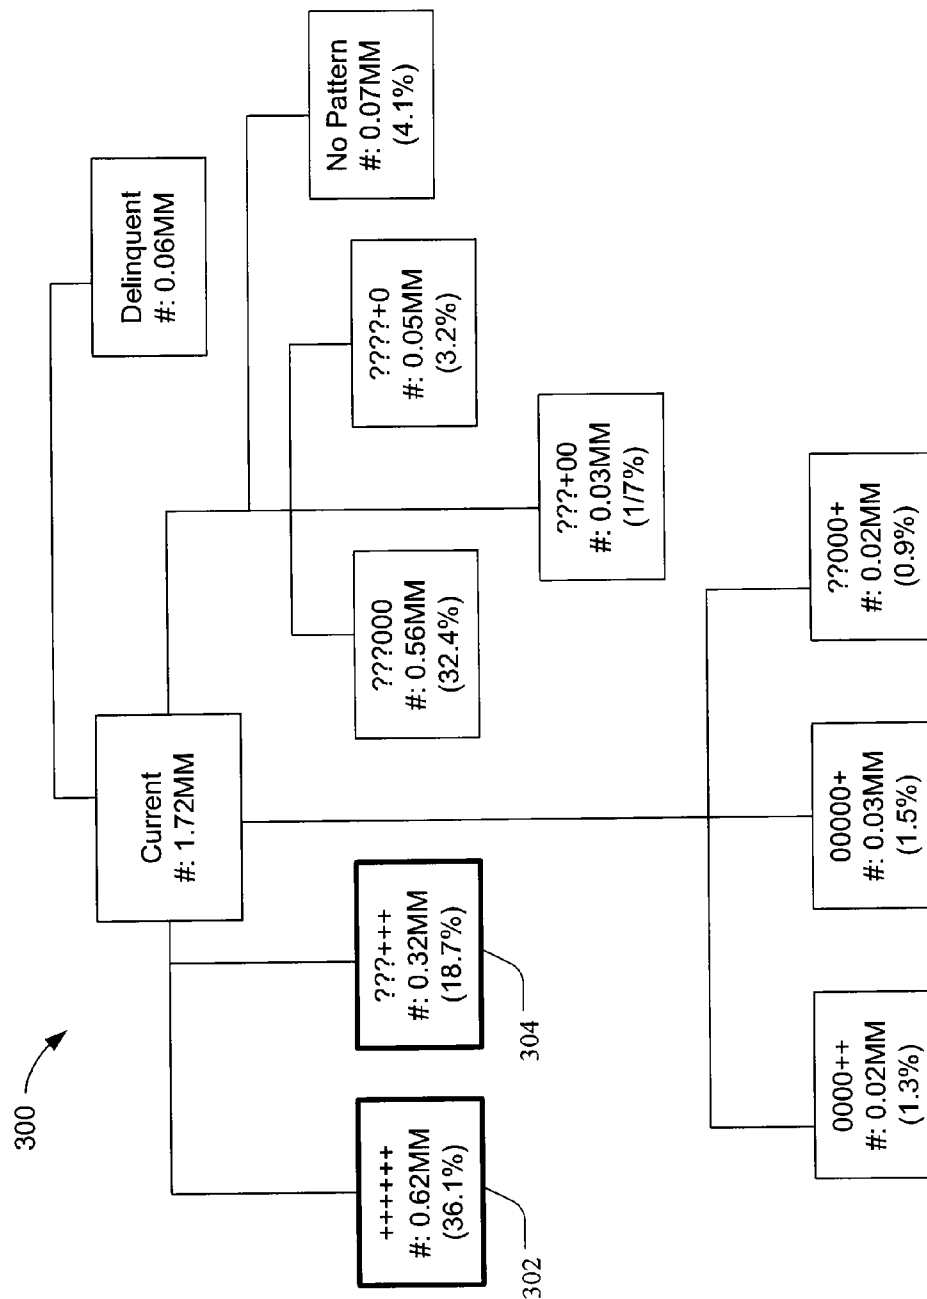 300
Current
#: 1.72MM
Delinquent
#: 0.06MM
++++++
#: 0.62MM
(36.1%)
302
???+++
#: 0.32MM
(18.7%)
304
???000
#: 0.56MM
(32.4%)
????+0
#: 0.05MM
(3.2%)
No Pattern
#: 0.07MM
(4.1%)
???+00
#: 0.03MM
(1/7%)
0000++
#: 0.02MM
(1.3%)
00000+
#: 0.03MM
(1.5%)
??000+
#: 0.02MM
(0.9%)